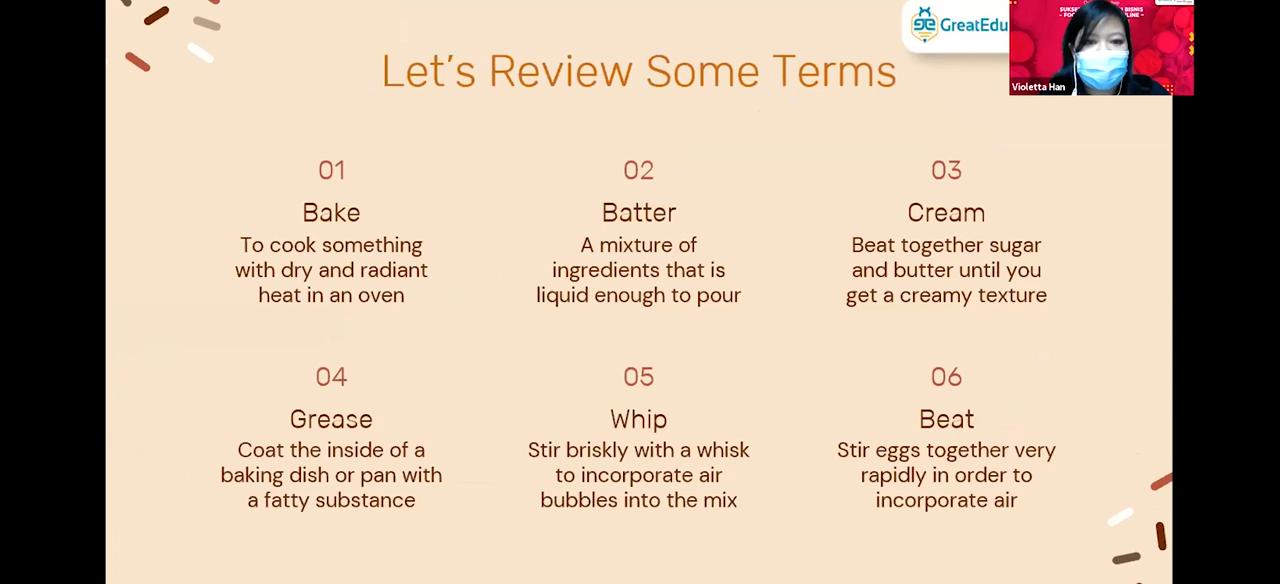 GreatEdu
Let's Review Some Terms
Violetta Han
01
Bake
To cook something
with dry and radiant
heat in an oven
02
Batter
A mixture of
ingredients that is
liquid enough to pour
03
Cream
Beat together sugar
and butter until you
get a creamy texture
04
Grease
Coat the inside of a
baking dish or pan with
a fatty substance
05
Whip
Stir briskly with a whisk
to incorporate air
bubbles into the mix
06
Beat
Stir eggs together very
rapidly in order to
incorporate air